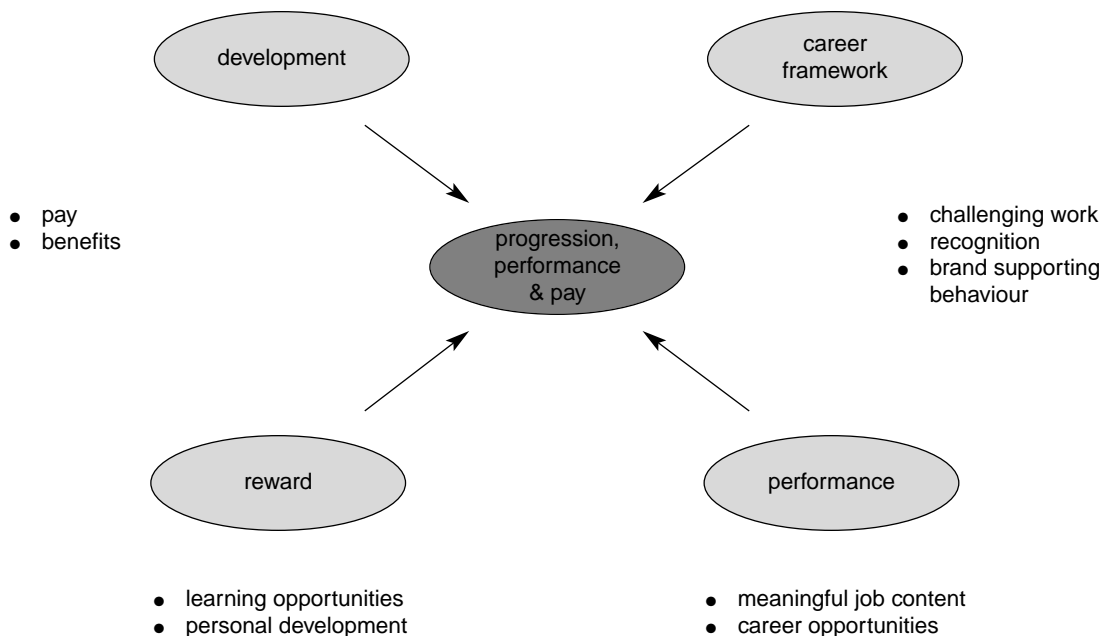 development
career
framework
● pay
● benefits
progression,
performance
& pay
● challenging work
● recognition
● brand supporting
behaviour
reward
performance
● learning opportunities
● personal development
● meaningful job content
● career opportunities